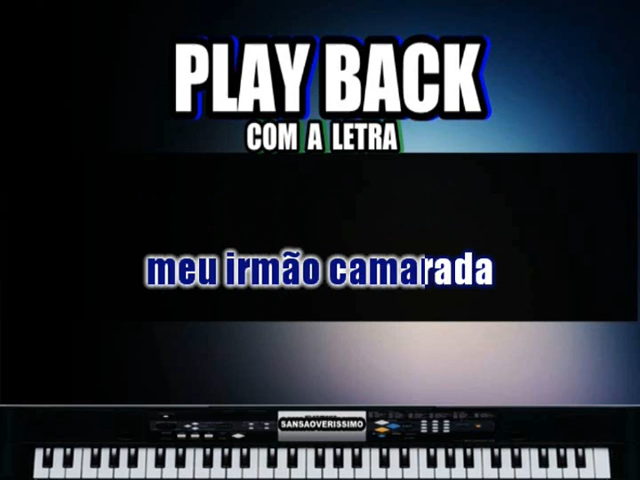 PLAY BACK
COM A LETRA
meu irmão camarada
SANSAOVERISSIMO